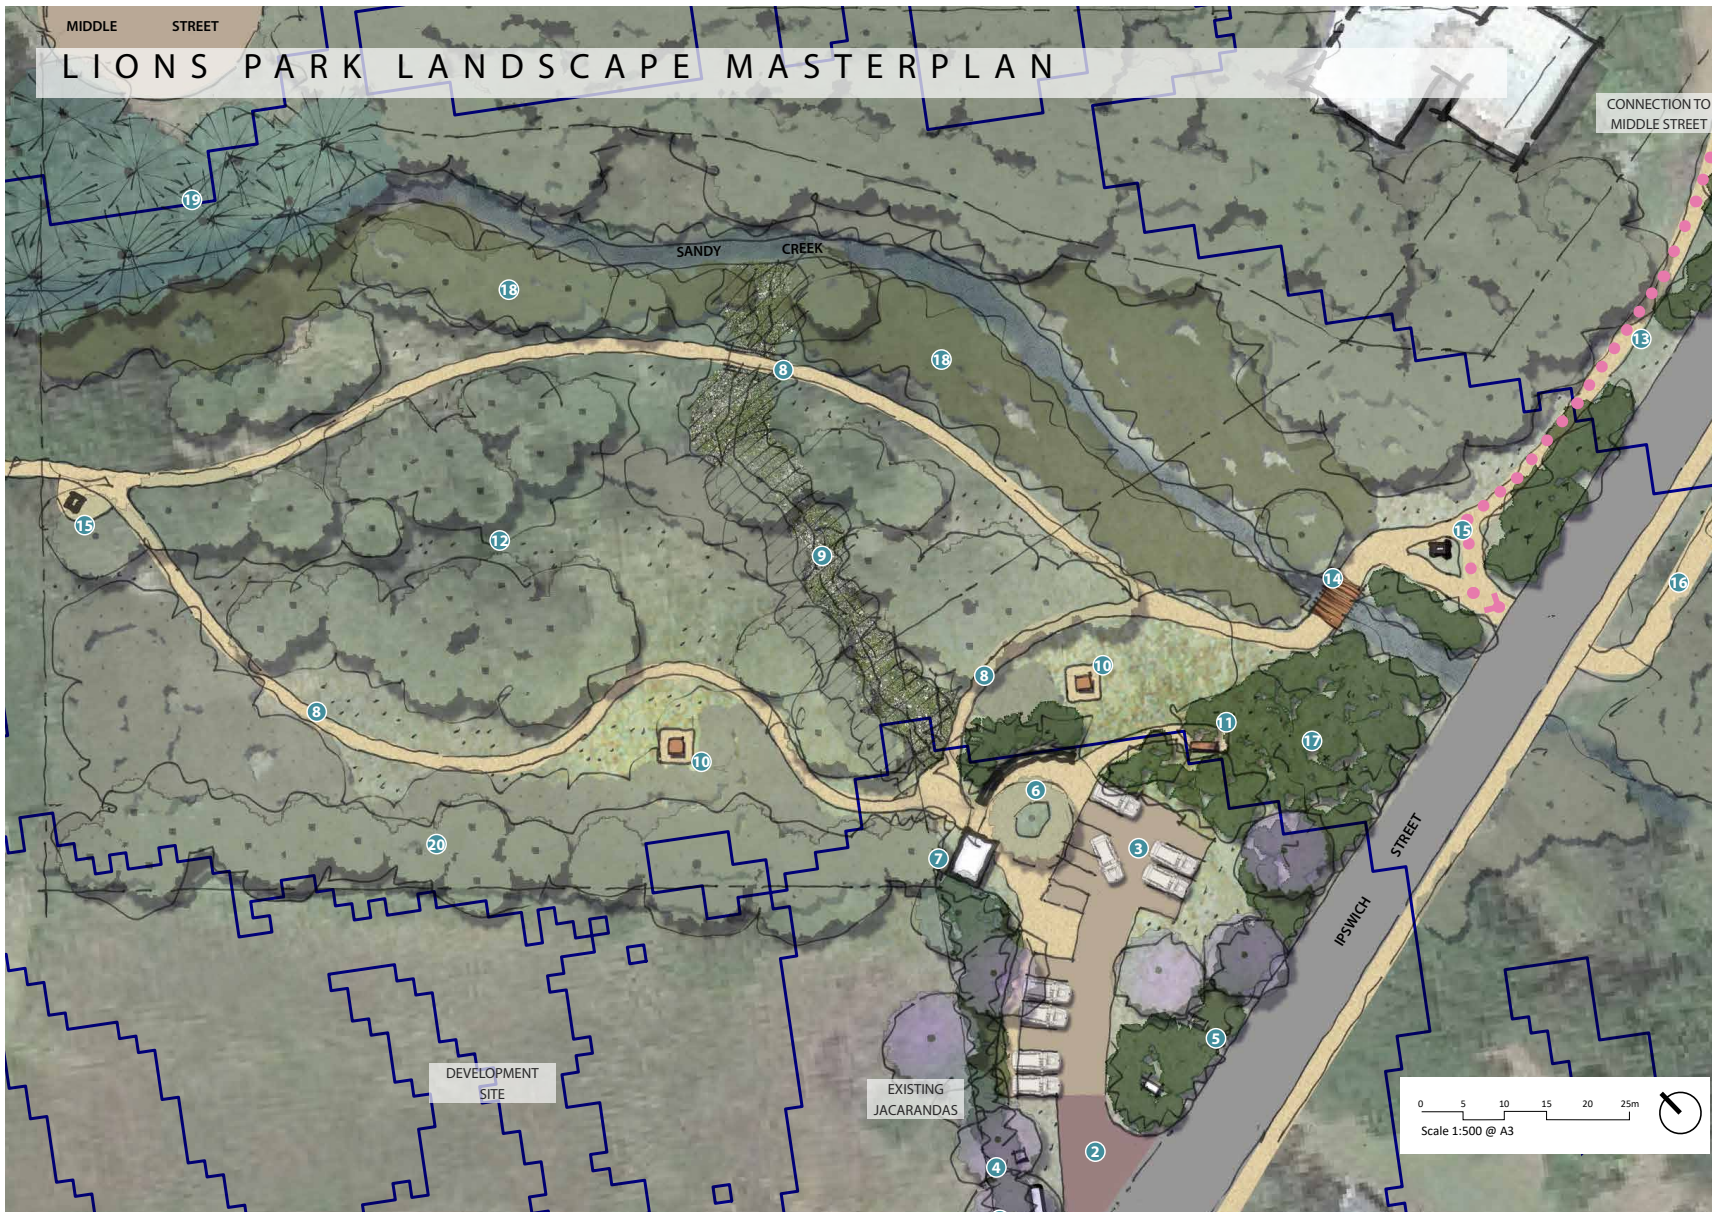 MIDDLE STREET
LIONS PARK LANDSCAPE MASTERPLAN
CONNECTION TO
MIDDLE STREET
19
SANDY CREEK
18
13
18
8
15
15
12
9
14
16
10
8
8
11
17
10
6
20
7
3
STREET
IPSWICH
5
DEVELOPMENT
SITE
EXISTING
JACARANDAS
0 5 10 15 20 25m
Scale 1:500 @ A3
2
4